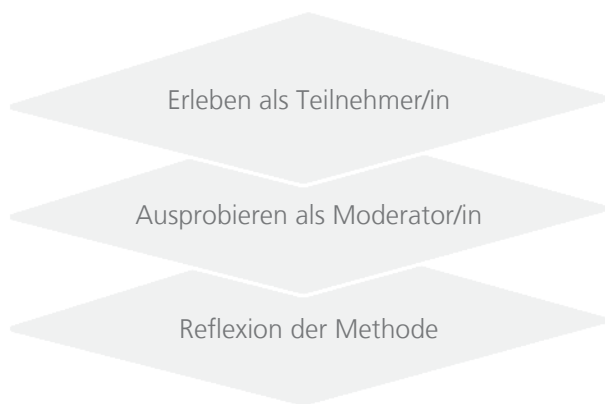 Erleben als Teilnehmer/in
Ausprobieren als Moderator/in
Reflexion der Methode